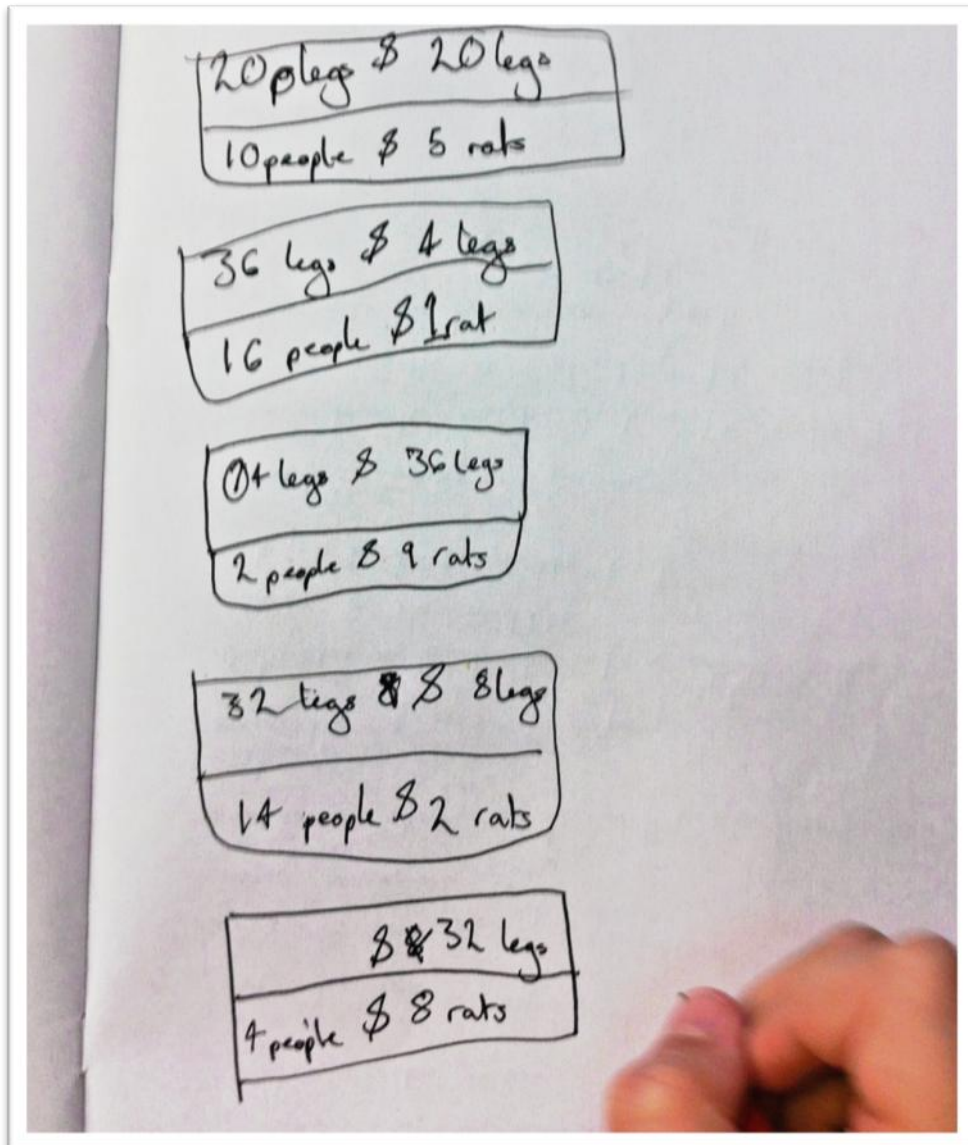 20 legs & 20 legs
10 people & 5 rats
36 legs & 4 legs
16 people & 1 rat
4 legs & 36 legs
2 people & 9 rats
32 legs & 8 legs
14 people & 2 rats
& 32 legs
4 people & 8 rats